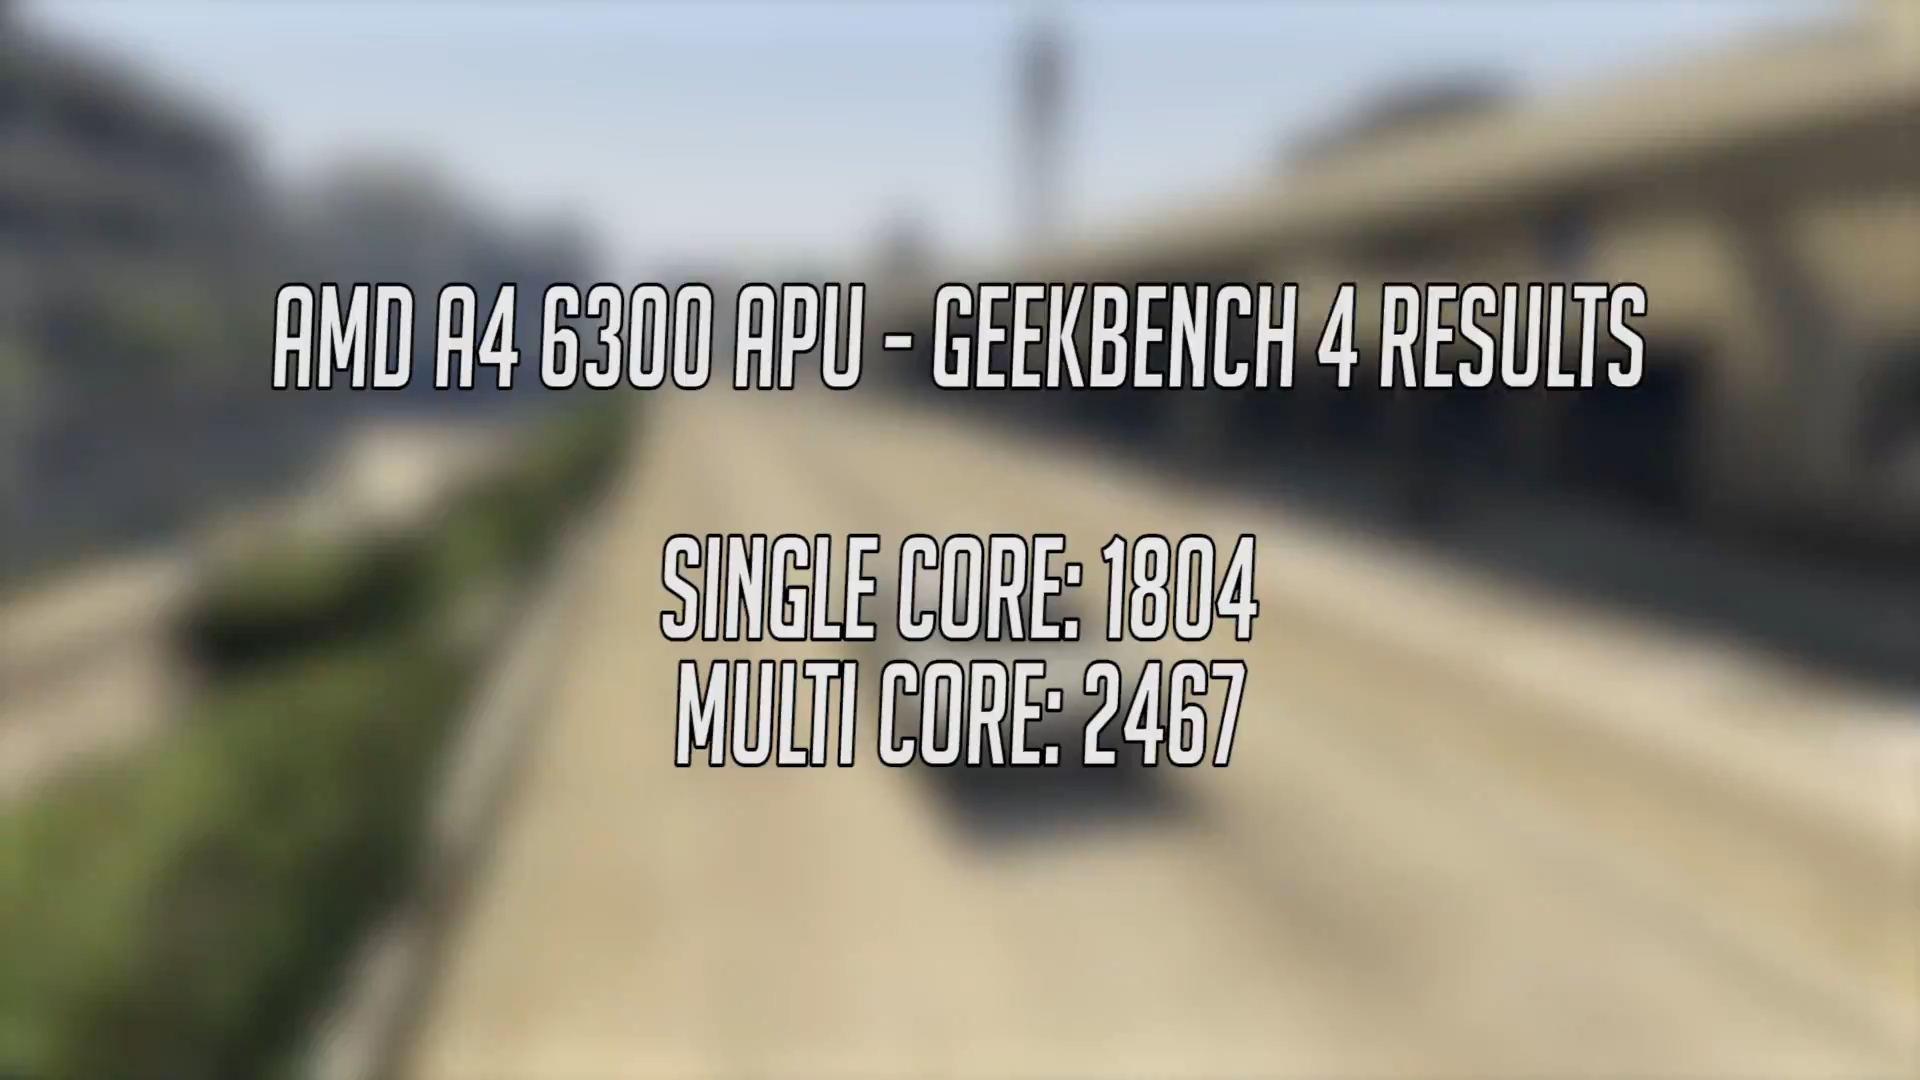 AMD A4 6300 APU - GEEKBENCH 4 RESULTS
SINGLE CORE: 1804
MULTI CORE: 2467